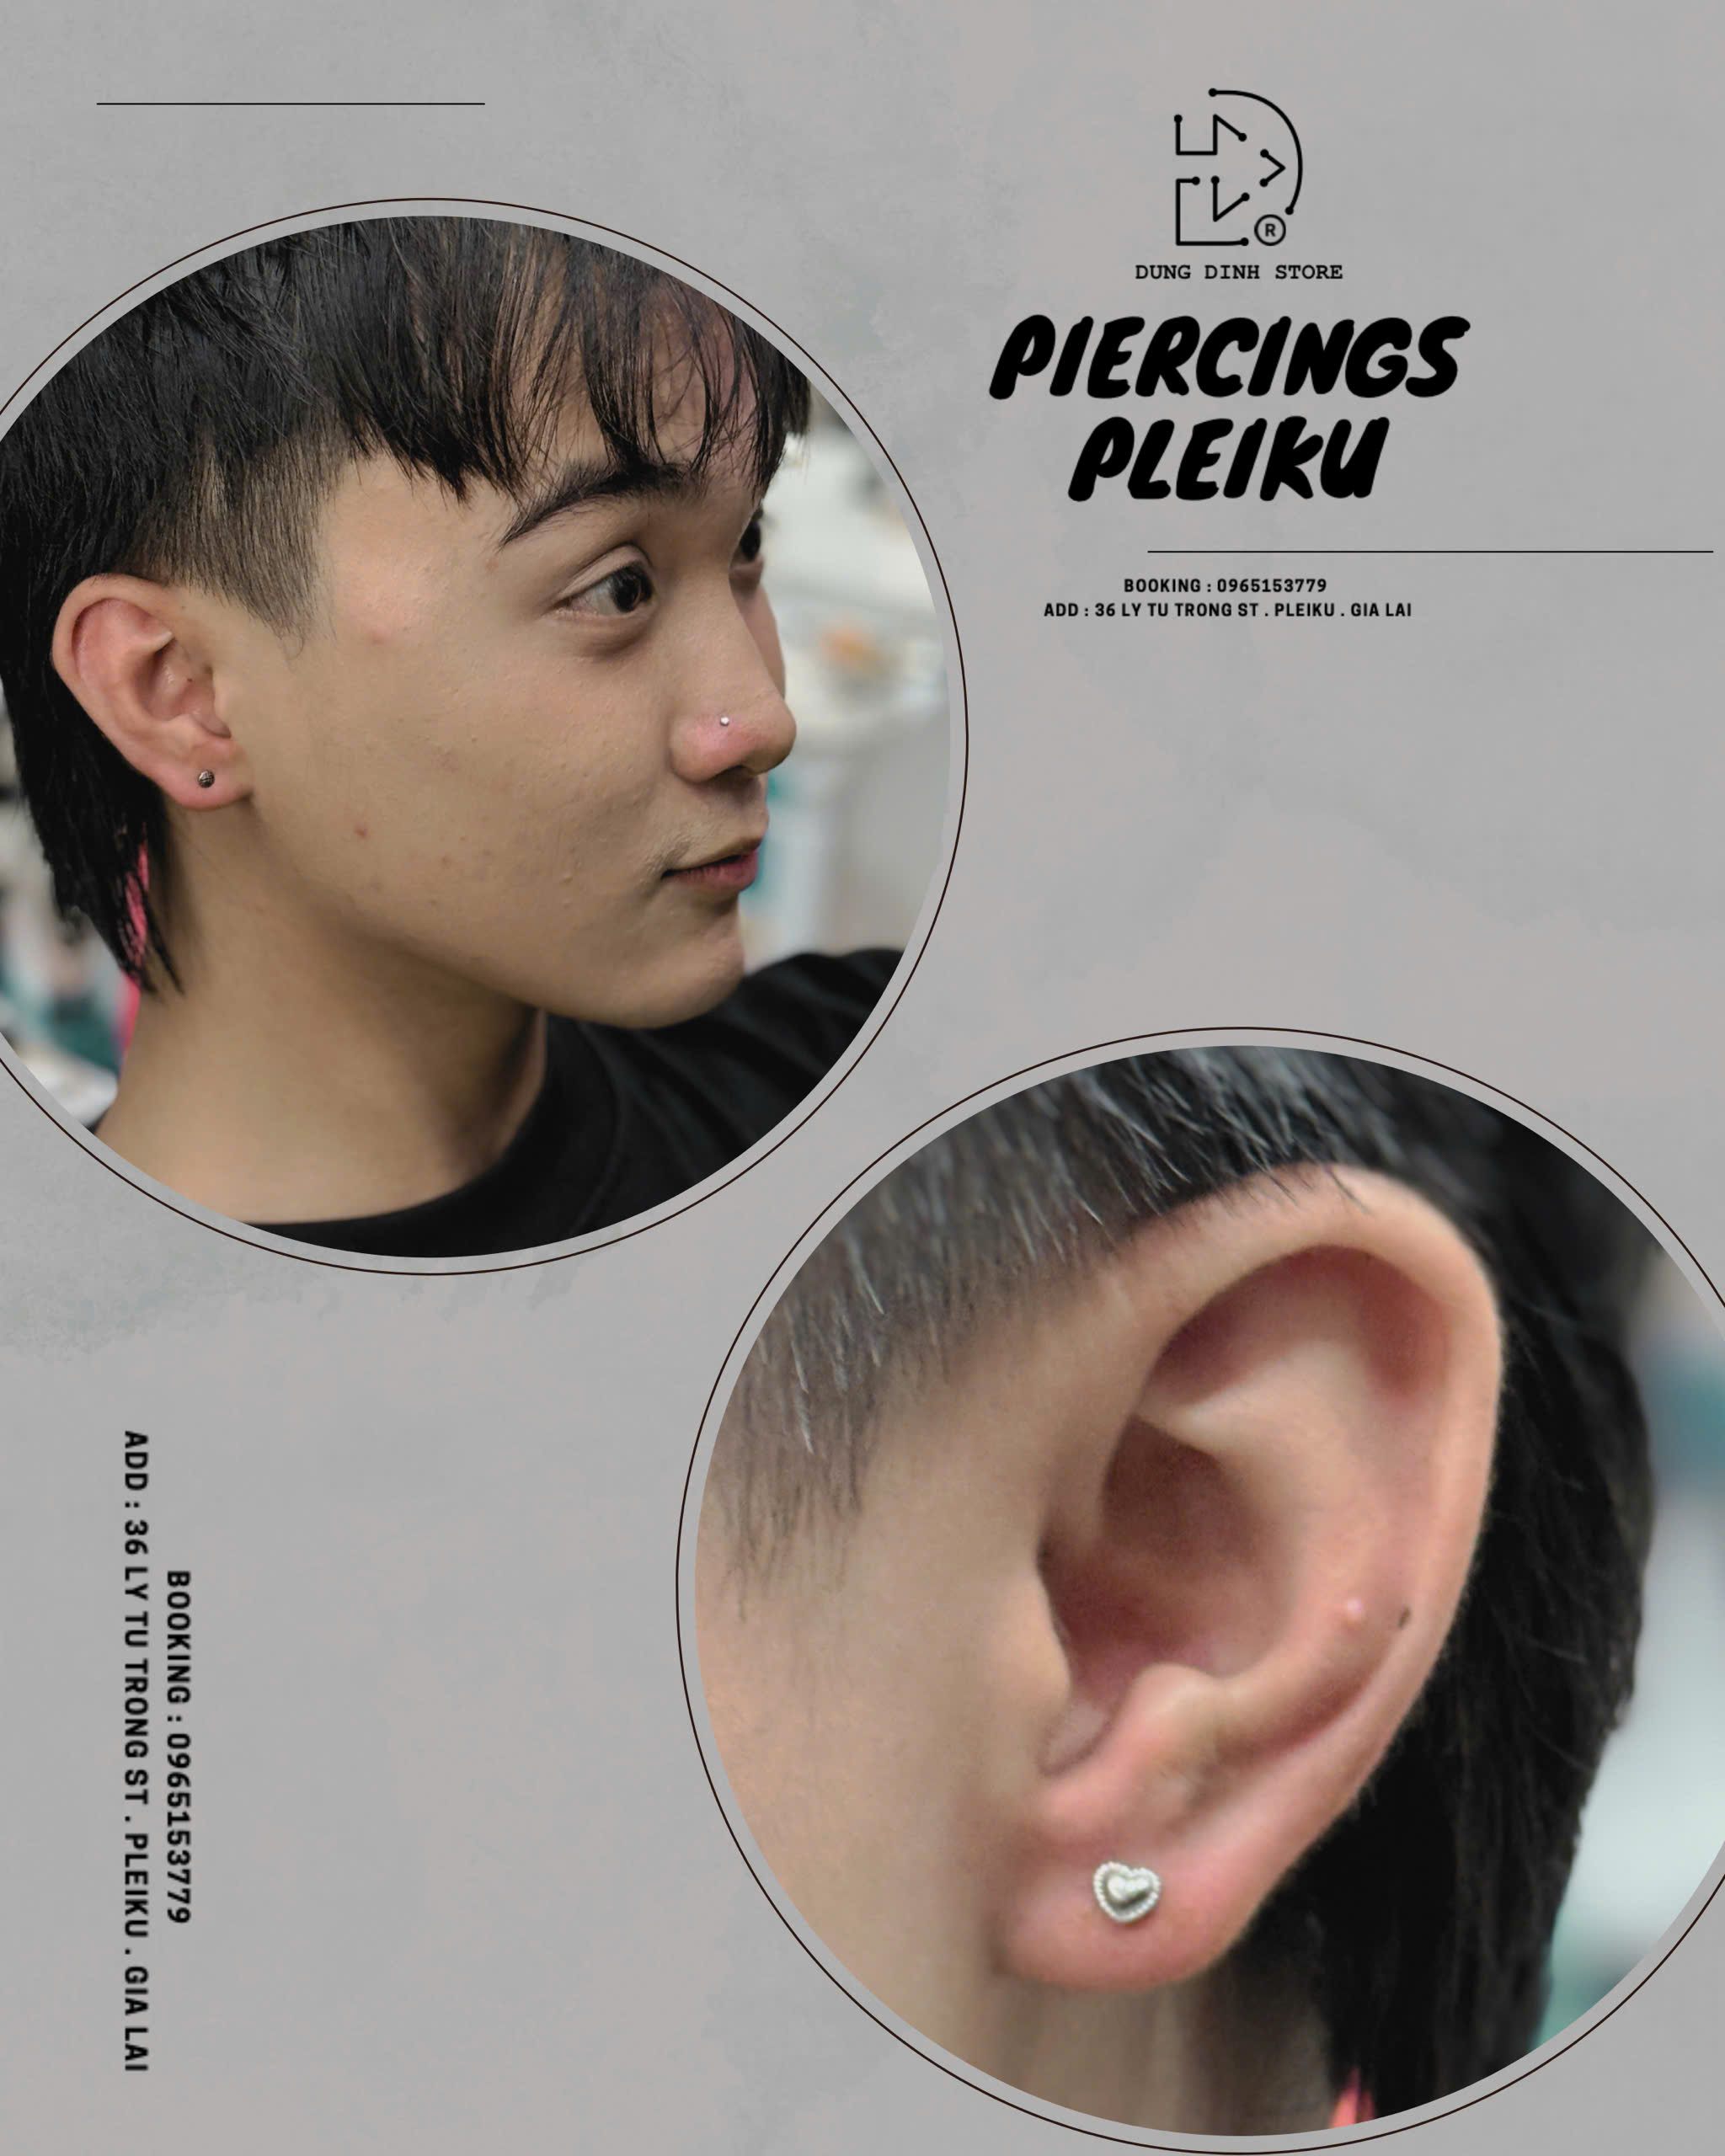 ®
DUNG DINH STORE
PIERCINGS
PLEIKU
BOOKING : 0965153779
ADD : 36 LY TU TRONG ST . PLEIKU . GIA LAI
BOOKING : 0965153779
ADD : 36 LY TU TRONG ST . PLEIKU . GIA LAI